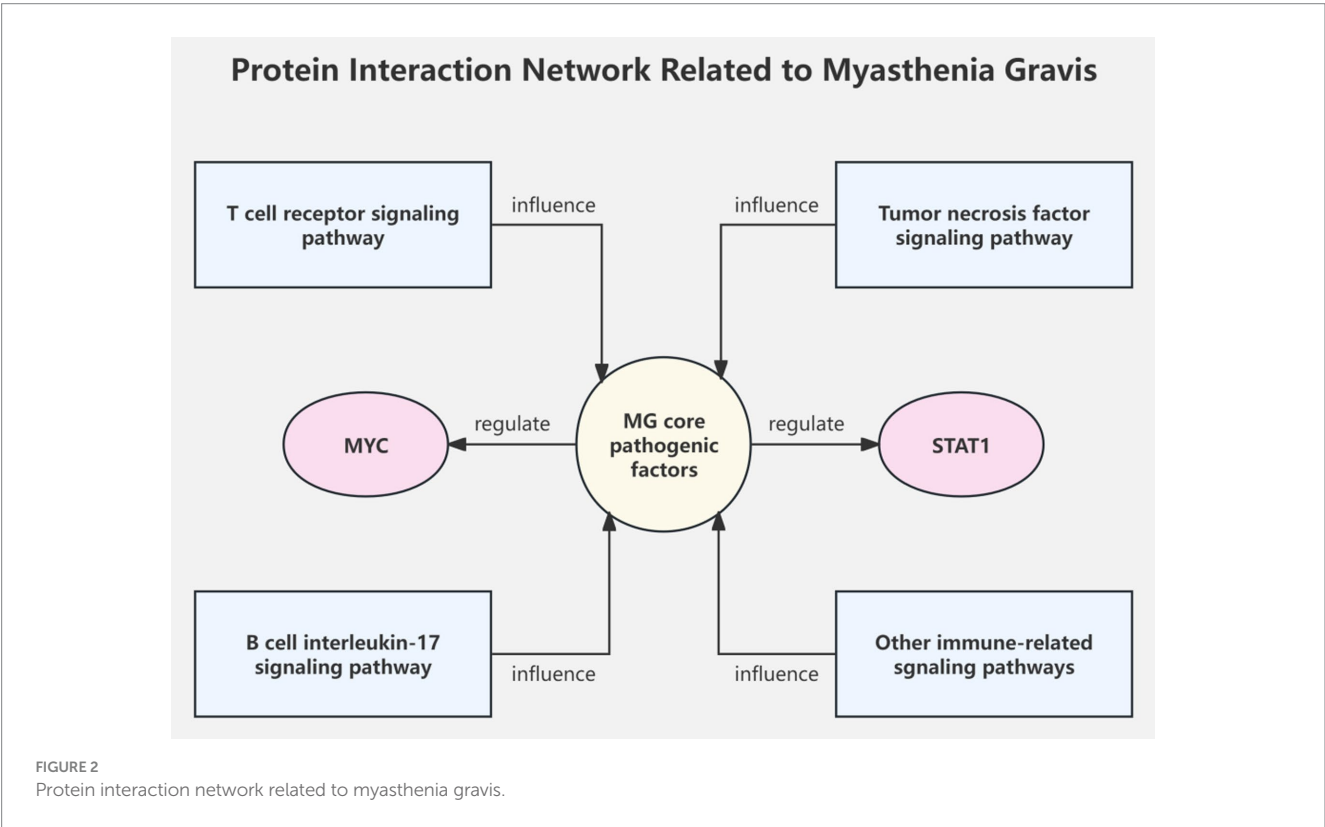 Protein Interaction Network Related to Myasthenia Gravis
T cell receptor signaling
pathway
influence
influence
Tumor necrosis factor
signaling pathway
MYC
regulate
MG core
pathogenic
factors
regulate
STAT1
B cell interleukin-17
signaling pathway
influence
influence
Other immune-related
sgnaling pathways
FIGURE 2
Protein interaction network related to myasthenia gravis.